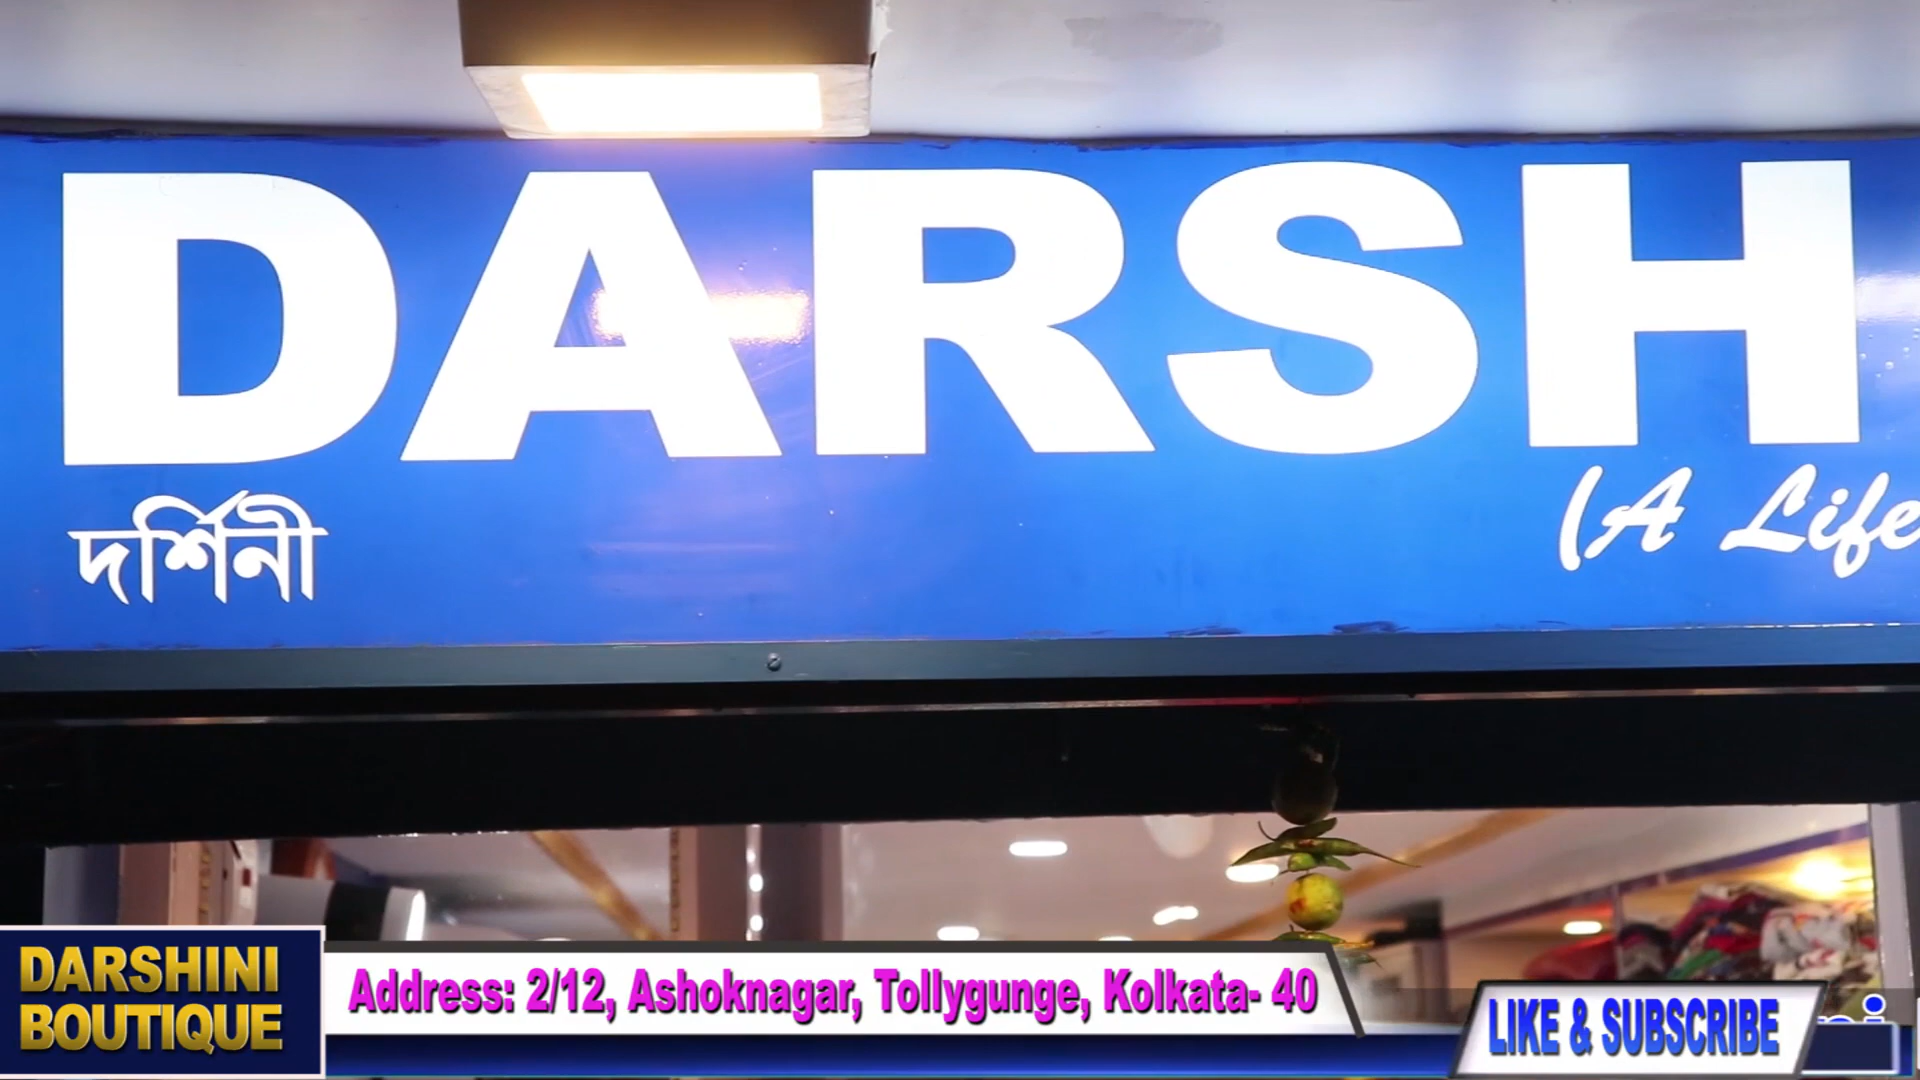 DARSH
দর্শিনী
(A Life
DARSHINI
BOUTIQUE
Address: 2/12, Ashoknagar, Tollygunge, Kolkata- 40
LIKE & SUBSCRIBE